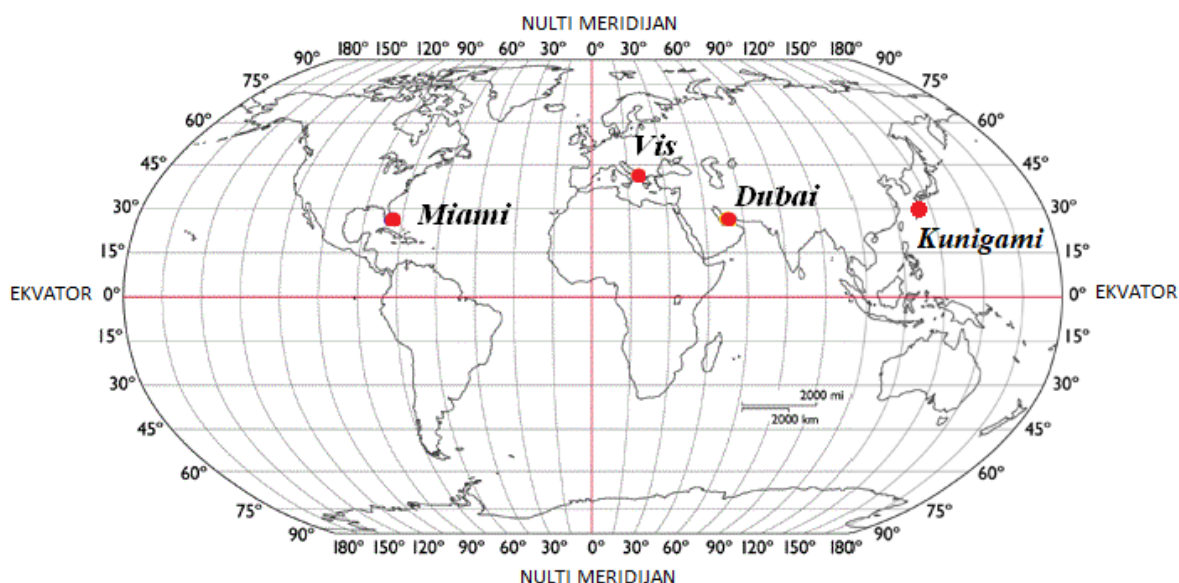 NULTI MERIDIJAN
180° 150° 120° 90° 60° 30° 0° 30° 60° 90° 120° 150° 180°
90° 90°
75° 75°
60° 60°
Vis
45° 45°
Dubai
30° Miami 30°
Kunigami
15° 15°
EKVATOR 0° 0° EKVATOR
15° 15°
30° 30°
2000 mi
2000 km
45° 45°
60° 60°
75° 75°
90° 90°
180° 150° 120° 90° 60° 30° 0° 30° 60° 90° 120° 150° 180°
NULTI MERIDIJAN